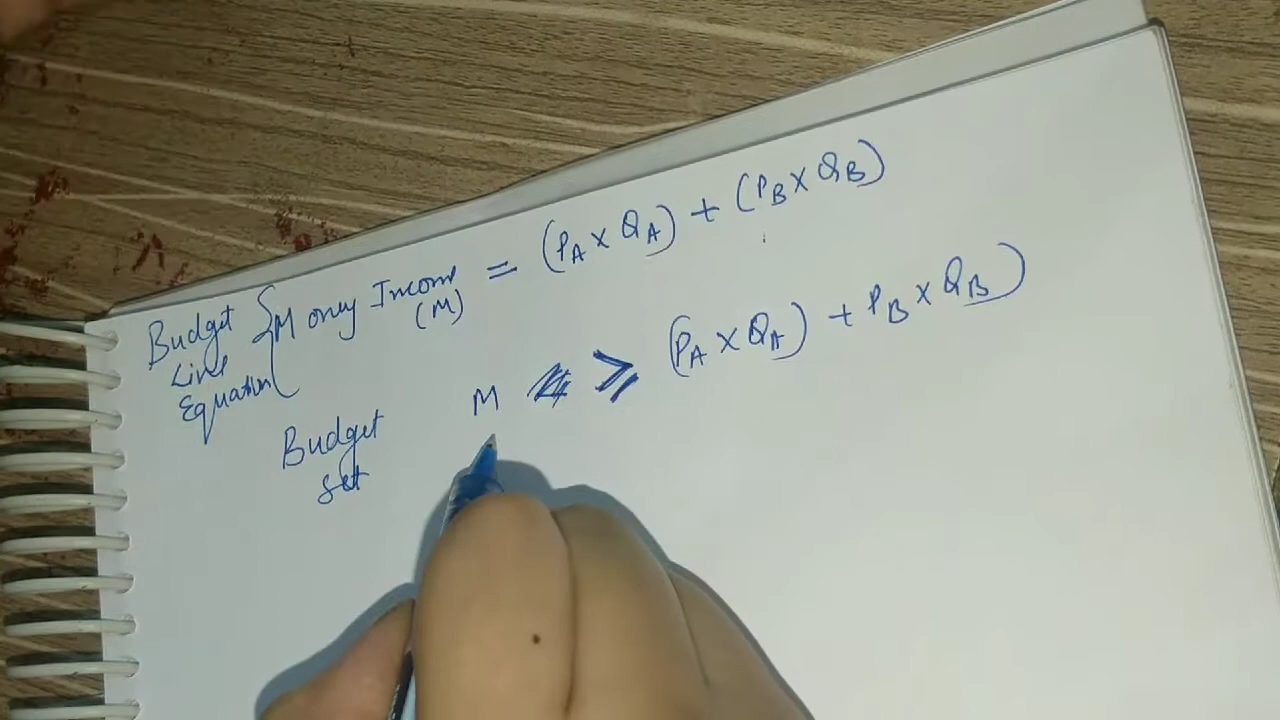 Budget Line Equation { Money Income (M) = (PA × QA) + (PB × QB)
Budget set M ≥ (PA × QA) + PB × QB)